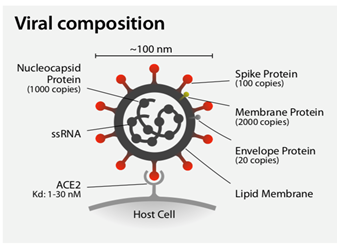 Viral composition
~100 nm
Nucleocapsid
Protein
(1000 copies)
ssRNA
ACE2
Kd: 1-30 nM
Spike Protein
(100 copies)
Membrane Protein
(2000 copies)
Envelope Protein
(20 copies)
Lipid Membrane
Host Cell